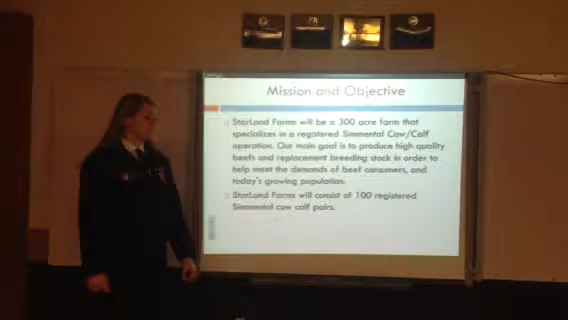 Mission and Objective
StarLand Farms will be a 300 acre farm that
specializes in a registered Simmental Cow/Calf
operation. Our main goal is to produce high quality
beefs and replacement breeding stock in order to
help meet the demands of beef consumers, and
today's growing population.
StarLand Farms will consist of 100 registered
Simmental cow calf pairs.